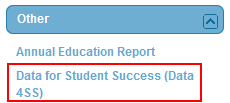 Other
Annual Education Report
Data for Student Success (Data
4SS)